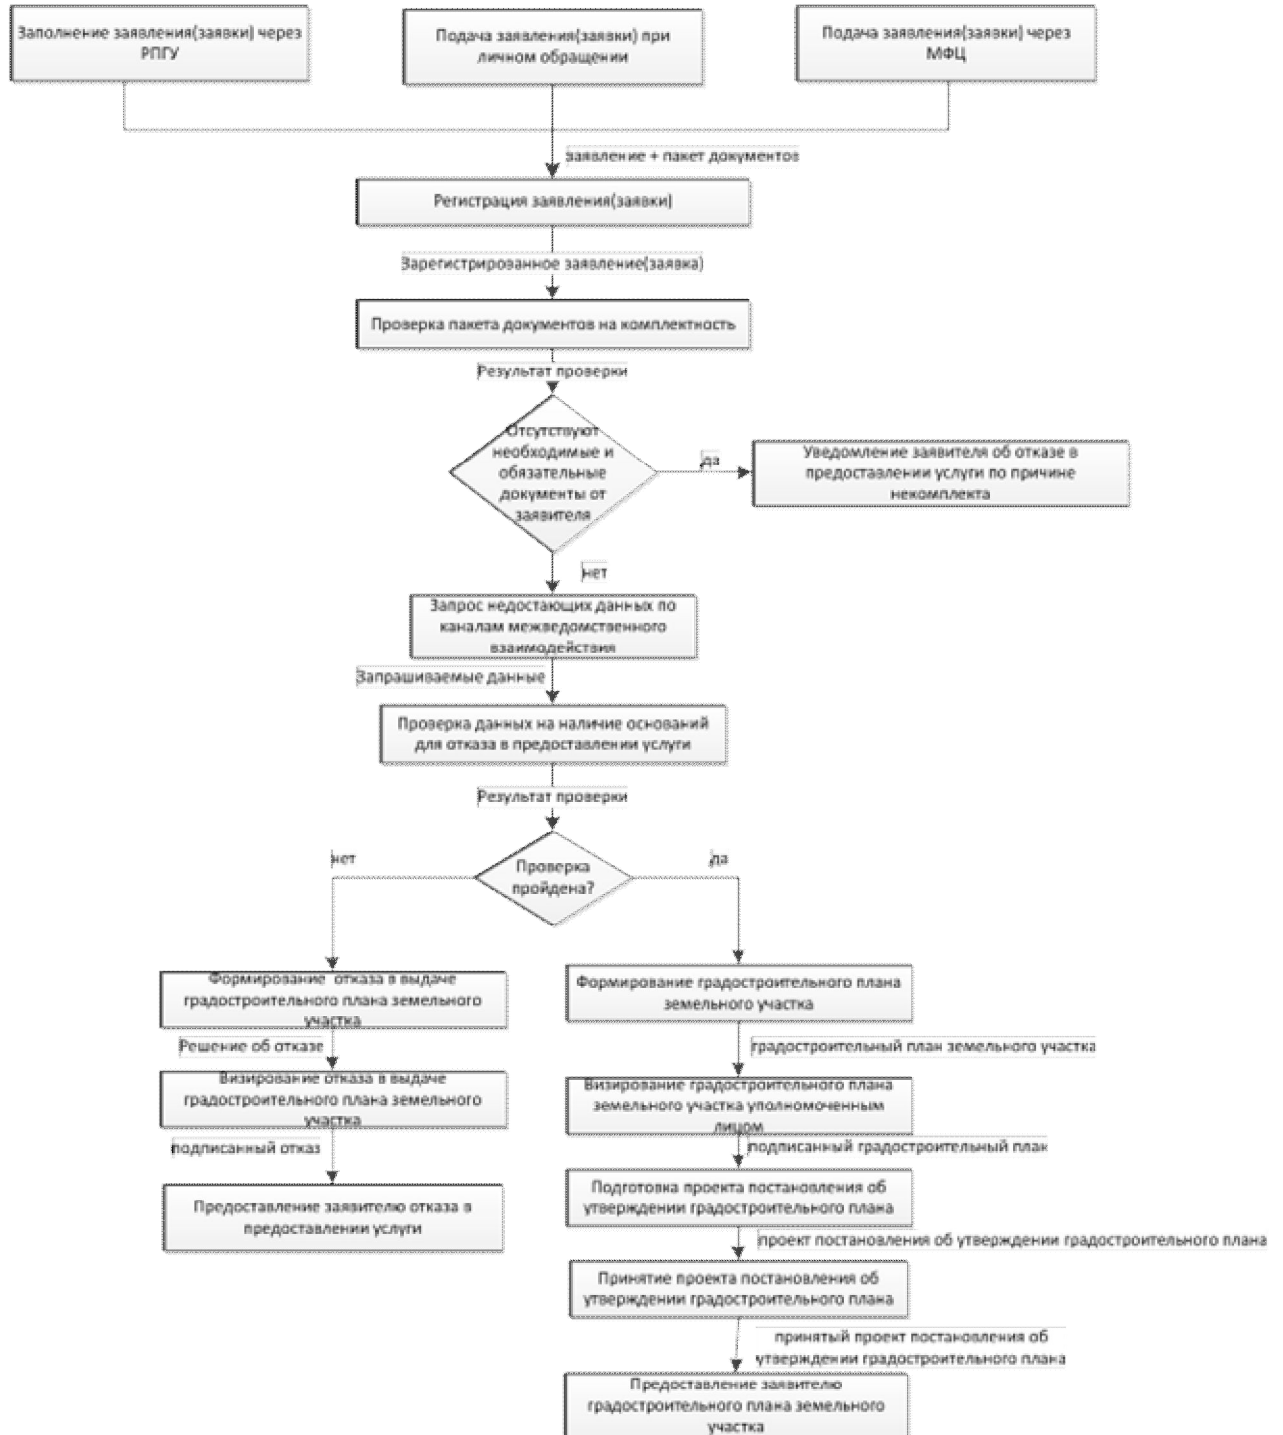 Заполнение заявления(заявки) через
РПГУ
Подача заявления(заявки) при
личном обращении
Подача заявления(заявки) через
МФЦ
заявление + пакет документов
Регистрация заявления(заявки)
Зарегистрированное заявление(заявка)
Проверка пакета документов на комплектность
Результат проверки
Отсутствуют
необходимые и
обязательные
документы от
заявителя
да
Уведомление заявителя об отказе в
предоставлении услуги по причине
некомплекта
нет
Запрос недостающих данных по
каналам межведомственного
взаимодействия
Запрашиваемые данные
Проверка данных на наличие оснований
для отказа в предоставлении услуги
Результат проверки
Проверка
пройдена?
нет
да
Формирование отказа в выдаче
градостроительного плана земельного
участка
Решение об отказе
Визирование отказа в выдаче
градостроительного плана земельного
участка
подписанный отказ
Предоставление заявителю отказа в
предоставлении услуги
Формирование градостроительного плана
земельного участка
градостроительный план земельного участка
Визирование градостроительного плана
земельного участка уполномоченным
лицом
подписанный градостроительный план
Подготовка проекта постановления об
утверждении градостроительного плана
проект постановления об утверждении градостроительного плана
Принятие проекта постановления об
утверждении градостроительного плана
принятый проект постановления об
утверждении градостроительного плана
Предоставление заявителю
градостроительного плана земельного
участка